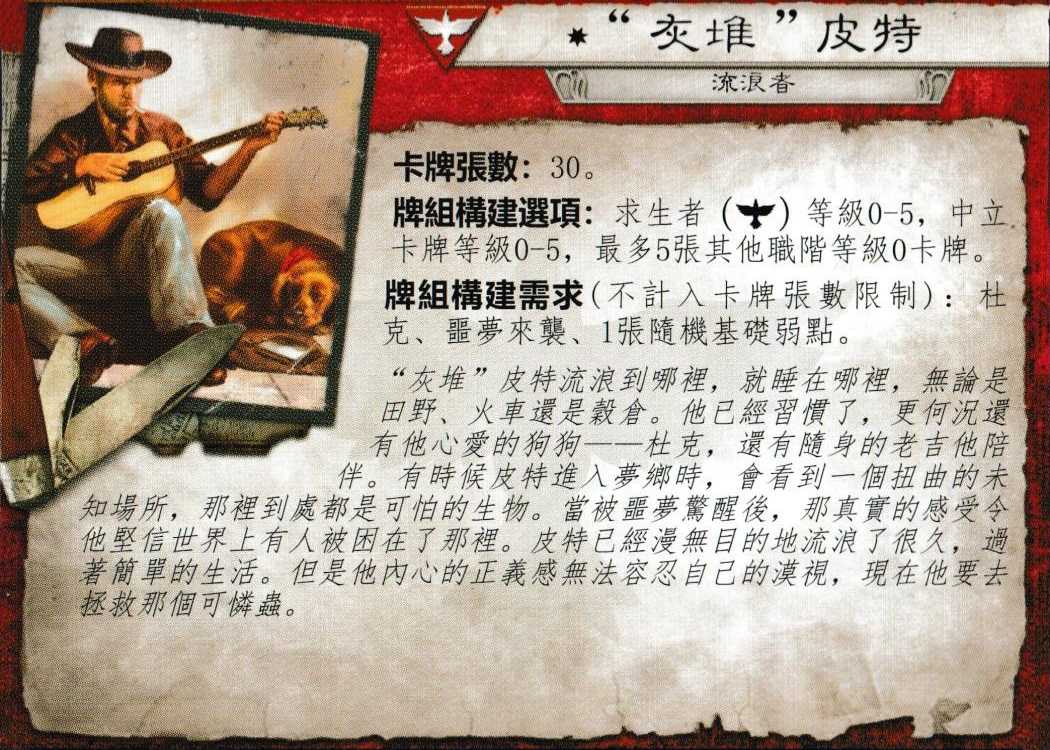 ✷“灰堆”皮特
流浪者
卡牌張數：30。
牌組構建選項：求生者（）等級0-5，中立
卡牌等級0-5，最多5張其他職階等級0卡牌。
牌組構建需求(不計入卡牌張數限制)：杜
克、噩夢來襲、1張隨機基礎弱點。
“灰堆”皮特流浪到哪裡，就睡在哪裡，無論是
田野、火車還是穀倉。他已經習慣了，更何況還
有他心愛的狗狗——杜克，還有隨身的老吉他陪
伴。有時候皮特進入夢鄉時，會看到一個扭曲的未
知場所，那裡到處都是可怕的生物。當被噩夢驚醒後，那真實的感受令
他堅信世界上有人被困在了那裡。皮特已經漫無目的地流浪了很久，過
著簡單的生活。但是他內心的正義感無法容忍自己的漠視，現在他要去
拯救那個可憐蟲。